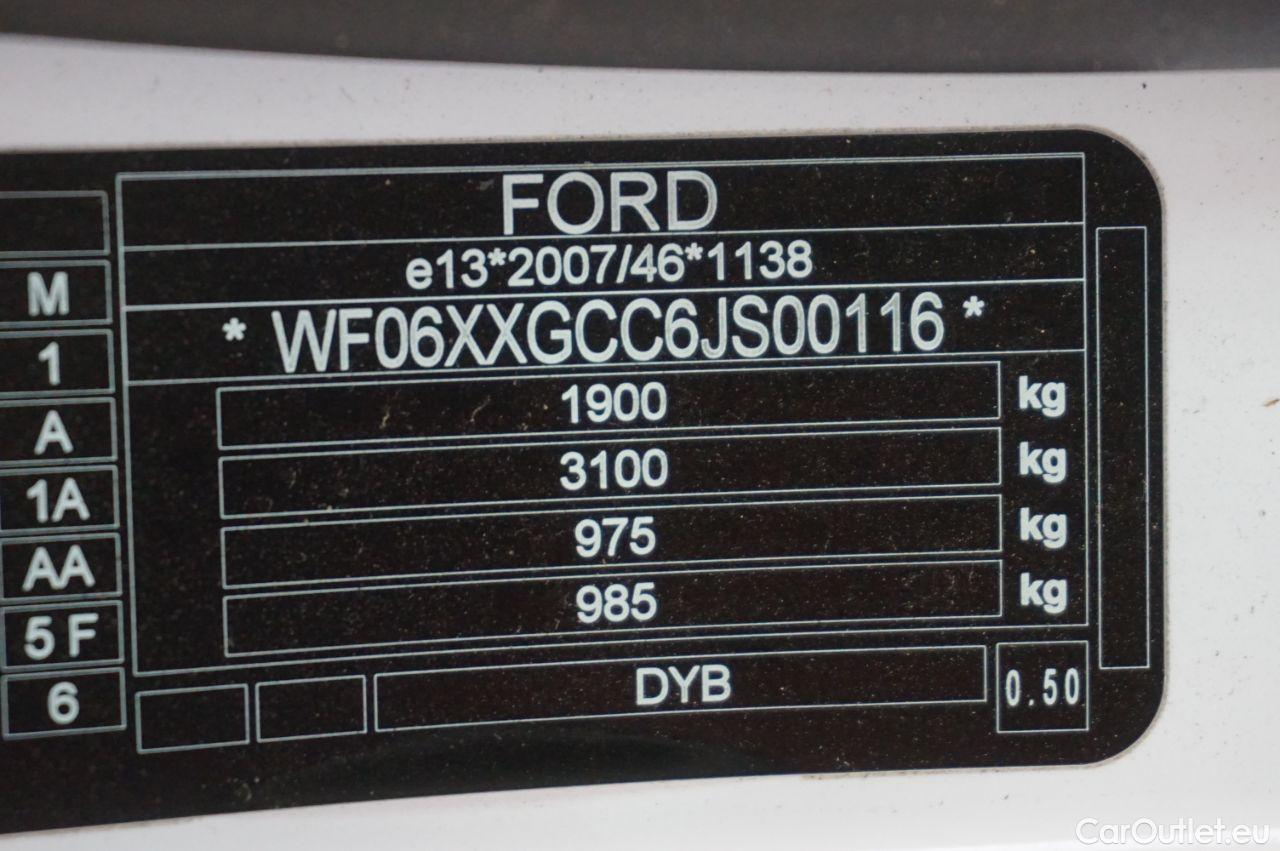 FORD
e13*2007/46*1138
* WF06XXGCC6JS00116 *
M
1
A
1A
AA
5 F
6
1900 kg
3100 kg
975 kg
985 kg
DYB
0.50
CarOutlet.eu